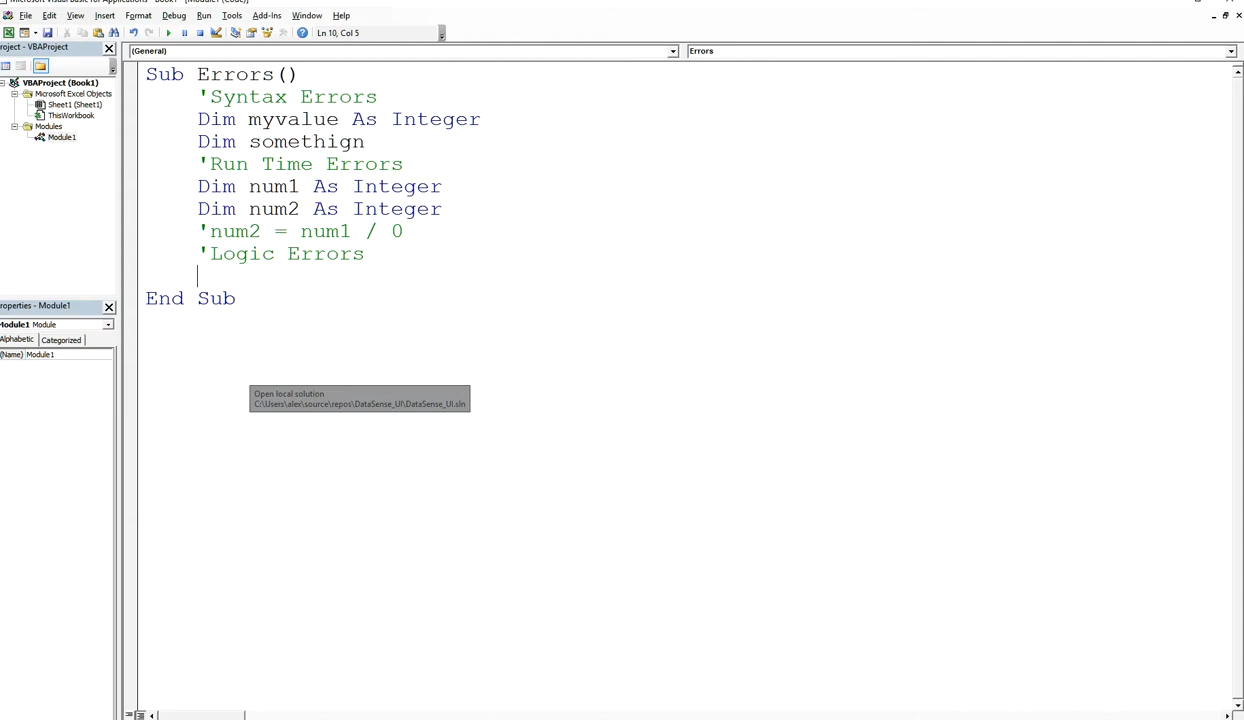 Microsoft Visual Basic for Applications - Book1 - [Module1 (Code)]
File Edit View Insert Format Debug Run Tools Add-Ins Window Help
Ln 10, Col 5
roject - VBAProject
(General)
Errors
VBAProject (Book1)
Microsoft Excel Objects
Sheet1 (Sheet1)
ThisWorkbook
Modules
Module1
Sub Errors()
'Syntax Errors
Dim myvalue As Integer
Dim somethign
'Run Time Errors
Dim num1 As Integer
Dim num2 As Integer
'num2 = num1 / 0
'Logic Errors
End Sub
roperties - Module1
Module1 Module
Alphabetic Categorized
(Name) Module1
Open local solution
C:\Users\alex\source\repos\DataSense_UI\DataSense_UI.sln